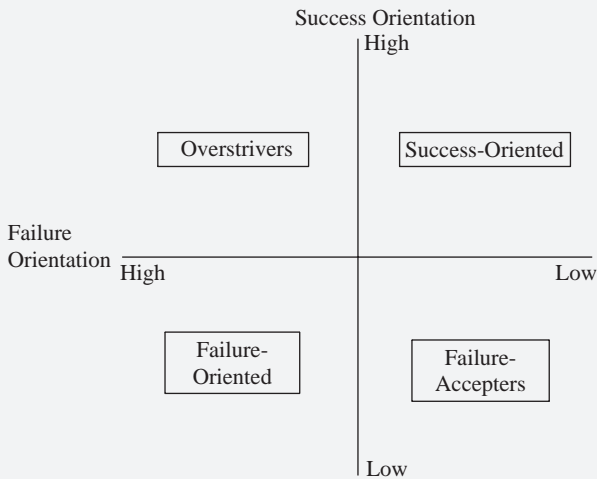 Success Orientation
High
Overstrivers
Success-Oriented
Failure
Orientation
High
Low
Failure-
Oriented
Failure-
Accepters
Low